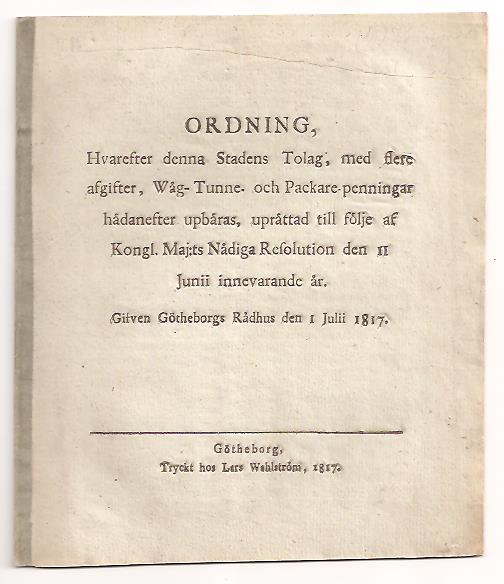 ORDNING,
Hvarefter denna Stadens Tolag, med flere
afgifter, Wåg- Tunne- och Packare-penningar
hådanefter upbåras, upråttad till följe af
Kongl. Maj:ts Nådiga Reſolution den 11
Junii innevarande år.
Gifven Götheborgs Rådhus den 1 Julii 1817.
Götheborg,
Tryckt hos Lars Wahlström, 1817.